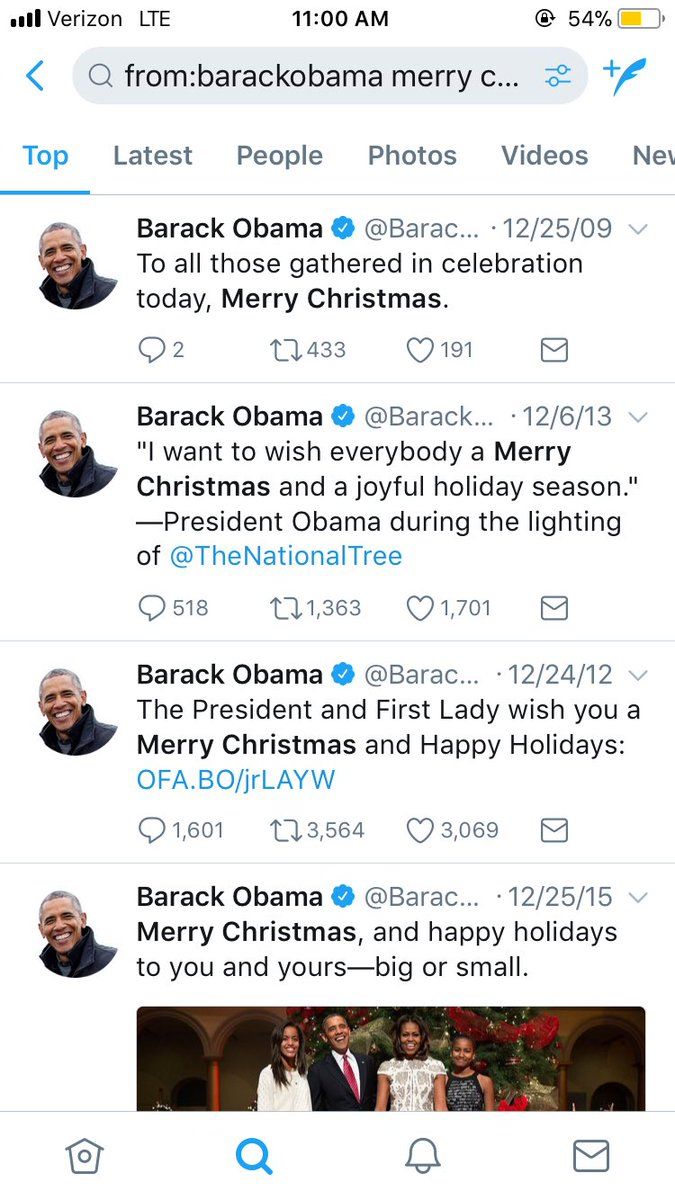 Verizon LTE 11:00 AM 54%
from:barackobama merry c...
Top Latest People Photos Videos New
Barack Obama @Barac... · 12/25/09
To all those gathered in celebration
today, Merry Christmas.
2 433 191
Barack Obama @Barack... · 12/6/13
"I want to wish everybody a Merry
Christmas and a joyful holiday season."
—President Obama during the lighting
of @TheNationalTree
518 1,363 1,701
Barack Obama @Barac... · 12/24/12
The President and First Lady wish you a
Merry Christmas and Happy Holidays:
OFA.BO/jrLAYW
1,601 3,564 3,069
Barack Obama @Barac... · 12/25/15
Merry Christmas, and happy holidays
to you and yours—big or small.